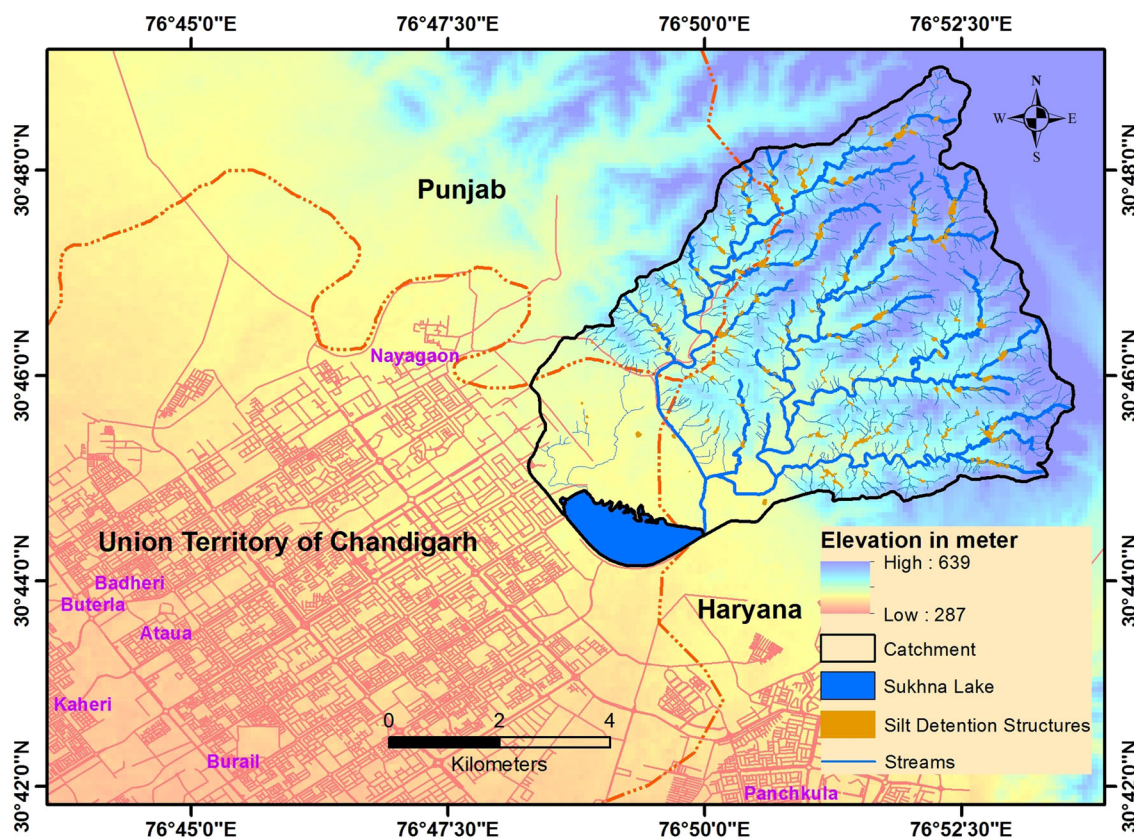 76°45'0"E 76°47'30"E 76°50'0"E 76°52'30"E
N
W E
S
30°48'0"N 30°48'0"N
Punjab
Nayagaon
30°46'0"N 30°46'0"N
Union Territory of Chandigarh
30°44'0"N 30°44'0"N
Badheri
Buterla
Ataua
Kaheri
Burail
Haryana
Panchkula
Elevation in meter
High : 639
Low : 287
Catchment
Sukhna Lake
Silt Detention Structures
Streams
0 2 4
Kilometers
30°42'0"N 30°42'0"N
76°45'0"E 76°47'30"E 76°50'0"E 76°52'30"E